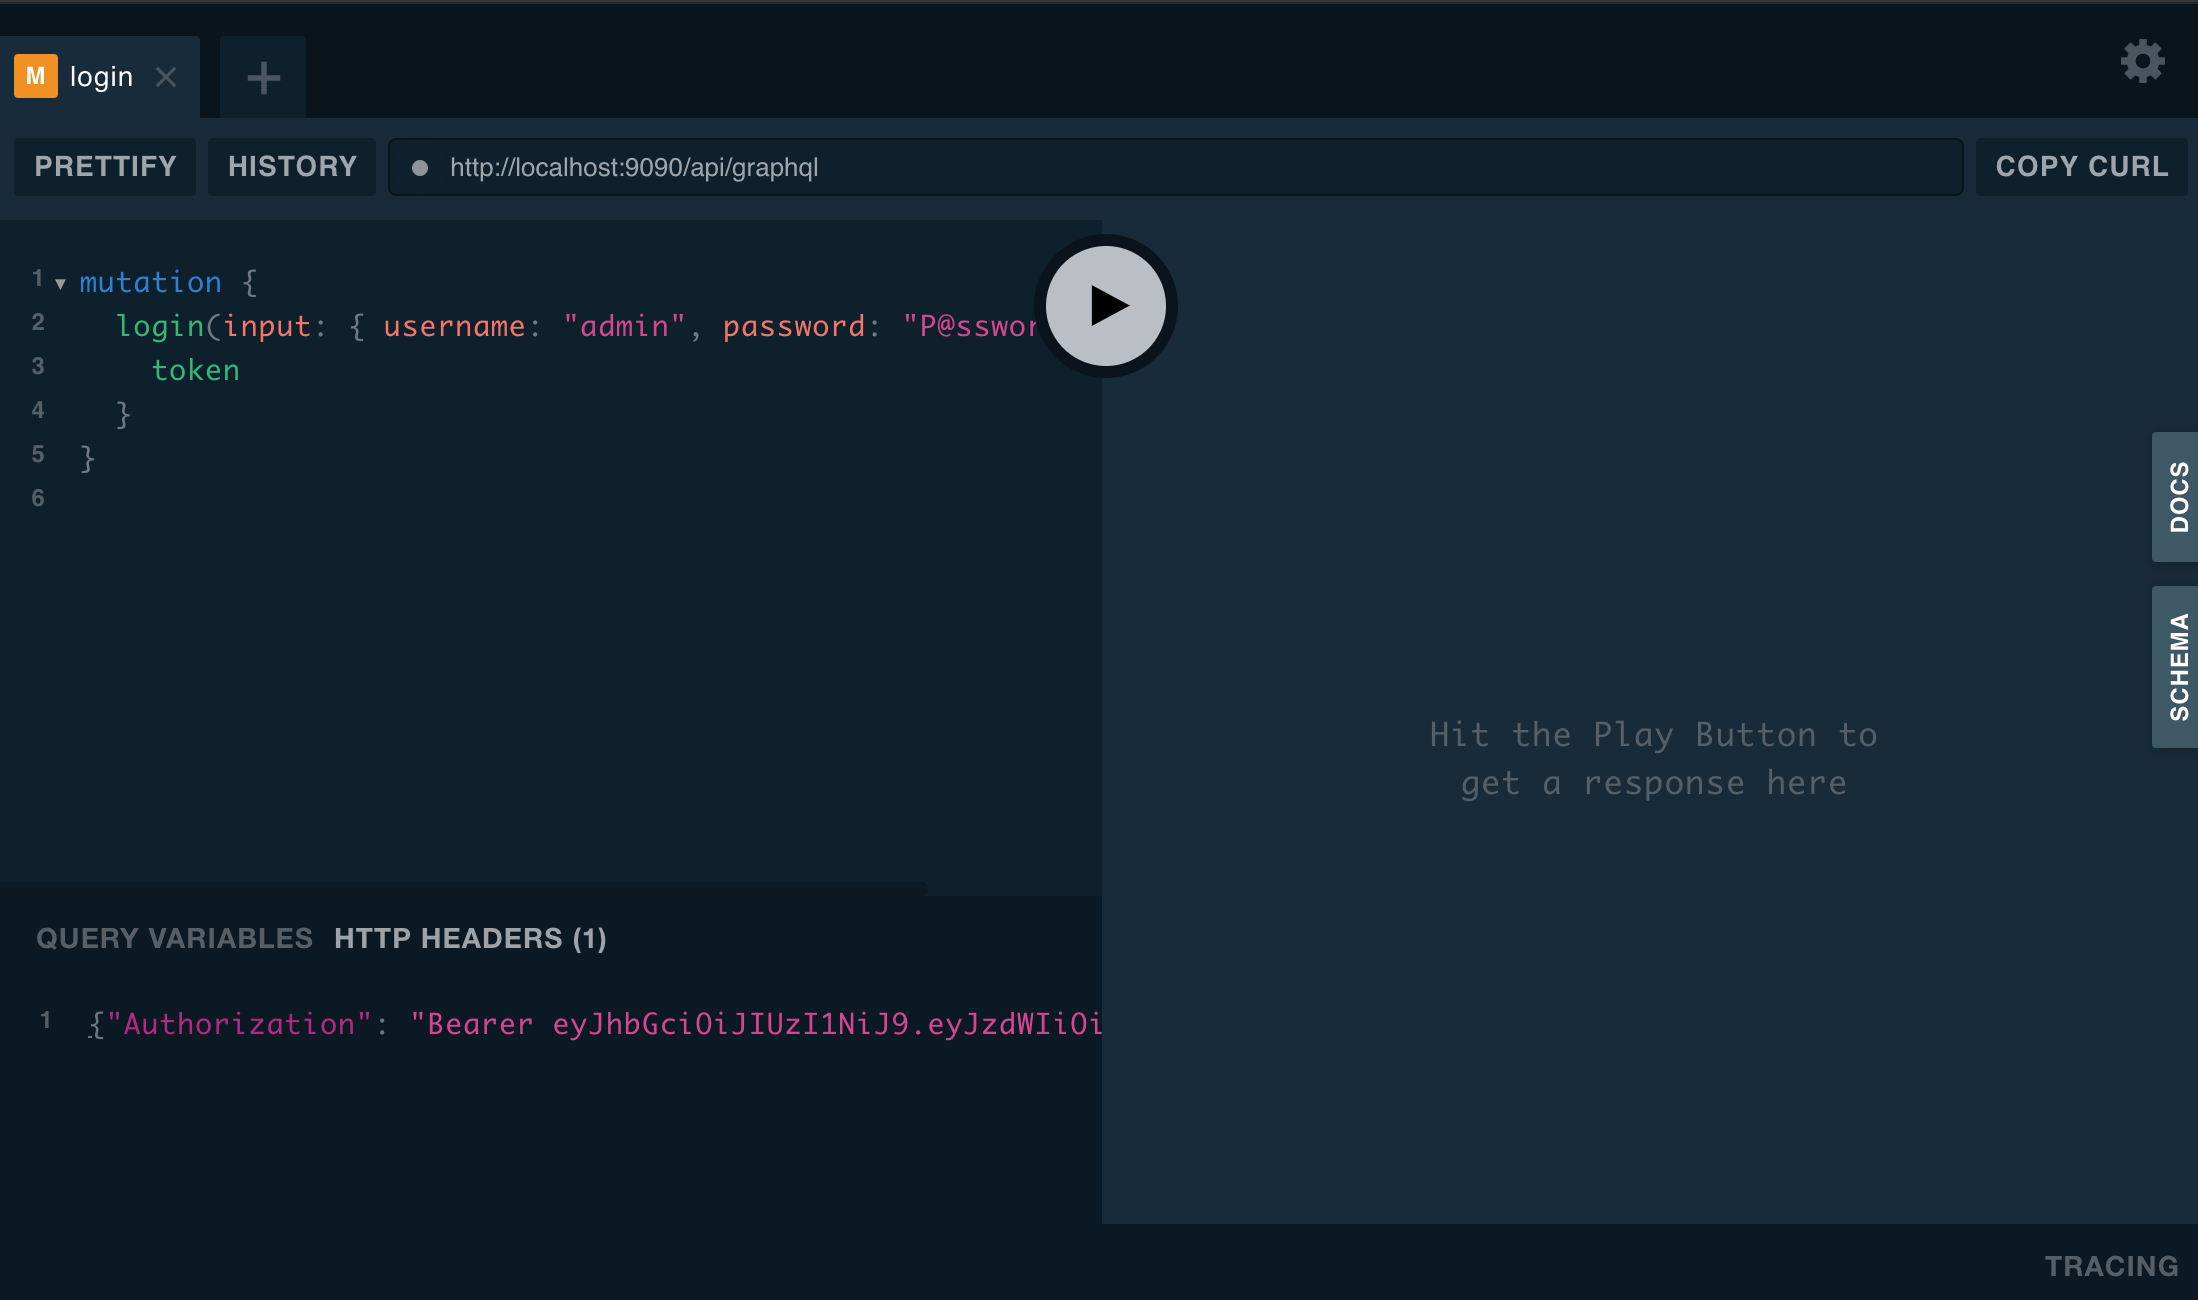 M login
PRETTIFY HISTORY http://localhost:9090/api/graphql COPY CURL
1 mutation {
2 login(input: { username: "admin", password: "P@sswor
3 token
4 }
5 }
6
Hit the Play Button to
get a response here
DOCS
SCHEMA
QUERY VARIABLES HTTP HEADERS (1)
1 {"Authorization": "Bearer eyJhbGciOiJIUzI1NiJ9.eyJzdWIiOi
TRACING